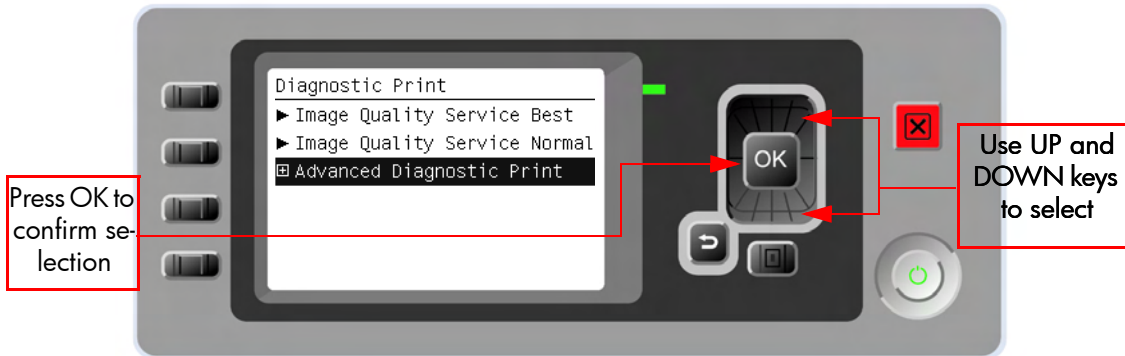 Diagnostic Print
Image Quality Service Best
Image Quality Service Normal
Advanced Diagnostic Print
OK
Press OK to
confirm se-
lection
Use UP and
DOWN keys
to select